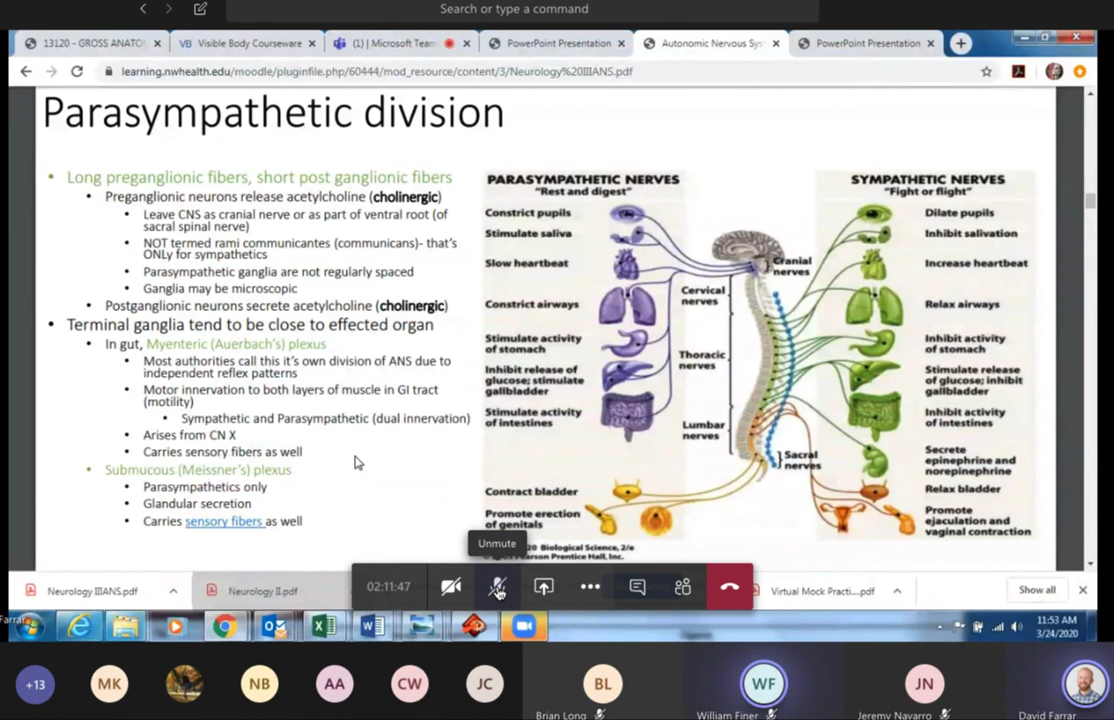 Search or type a command
13120 - GROSS ANATO
Visible Body Courseware
(1) | Microsoft Team
PowerPoint Presentation
Autonomic Nervous Sys
PowerPoint Presentation
learning.nwhealth.edu/moodle/pluginfile.php/60444/mod_resource/content/3/Neurology%20IIIANS.pdf
Parasympathetic division
• Long preganglionic fibers, short post ganglionic fibers
• Preganglionic neurons release acetylcholine (cholinergic)
• Leave CNS as cranial nerve or as part of ventral root (of
sacral spinal nerve)
• NOT termed rami communicantes (communicans)- that's
ONLY for sympathetics
• Parasympathetic ganglia are not regularly spaced
• Ganglia may be microscopic
• Postganglionic neurons secrete acetylcholine (cholinergic)
• Terminal ganglia tend to be close to effected organ
• In gut, Myenteric (Auerbach's) plexus
• Most authorities call this it's own division of ANS due to
independent reflex patterns
• Motor innervation to both layers of muscle in GI tract
(motility)
• Sympathetic and Parasympathetic (dual innervation)
• Arises from CN X
• Carries sensory fibers as well
• Submucous (Meissner's) plexus
• Parasympathetics only
• Glandular secretion
• Carries sensory fibers as well
PARASYMPATHETIC NERVES
"Rest and digest"
Constrict pupils
Stimulate saliva
Slow heartbeat
Constrict airways
Stimulate activity
of stomach
Inhibit release of
glucose; stimulate
gallbladder
Stimulate activity
of intestines
Contract bladder
Promote erection
of genitals
Cranial
nerves
Cervical
nerves
Thoracic
nerves
Lumbar
nerves
Sacral
nerves
SYMPATHETIC NERVES
"Fight or flight"
Dilate pupils
Inhibit salivation
Increase heartbeat
Relax airways
Inhibit activity
of stomach
Stimulate release
of glucose; inhibit
gallbladder
Inhibit activity
of intestines
Secrete
epinephrine and
norepinephrine
Relax bladder
Promote
ejaculation and
vaginal contraction
20 Biological Science, 2/e
Pearson Prentice Hall, Inc.
Unmute
02:11:47
Neurology IIIANS.pdf
Neurology II.pdf
Virtual Mock Practi....pdf
Show all
Farrar
11:53 AM
3/24/2020
+13
MK
NB
AA
CW
JC
BL
WF
JN
Brian Long
William Finer
Jeremy Navarro
David Farrar